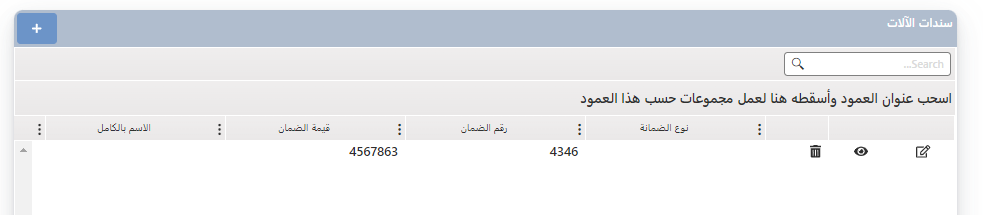 سندات الآلات
+
Search...
اسحب عنوان العمود وأسقطه هنا لعمل مجموعات حسب هذا العمود
نوع الضمانة رقم الضمان قيمة الضمان الاسم بالكامل
4346 4567863